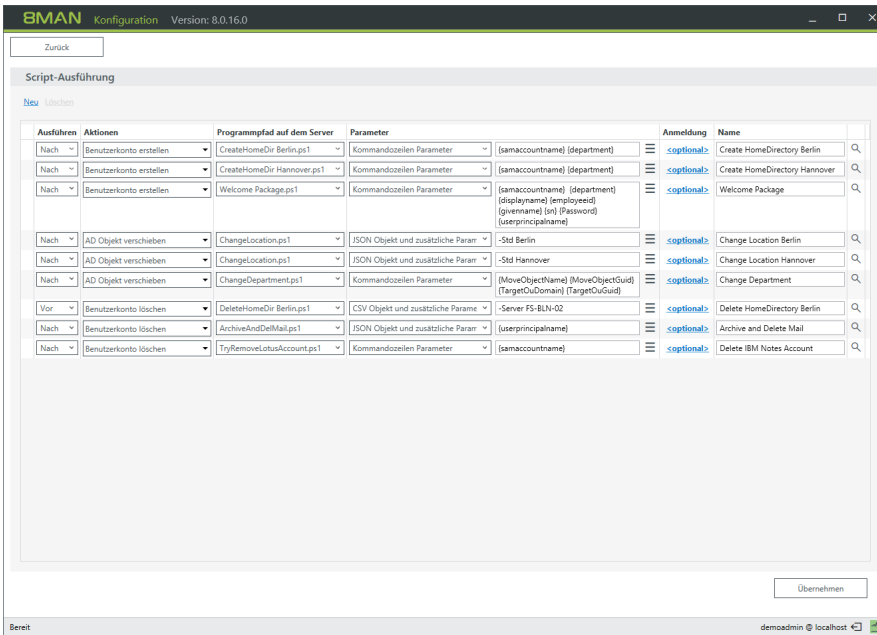 8MAN Konfiguration Version: 8.0.16.0
Zurück
Script-Ausführung
Neu Löschen
Ausführen Aktionen Programmpfad auf dem Server Parameter Anmeldung Name
Nach Benutzerkonto erstellen CreateHomeDir Berlin.ps1 Kommandozeilen Parameter {samaccountname} {department} <optional> Create HomeDirectory Berlin
Nach Benutzerkonto erstellen CreateHomeDir Hannover.ps1 Kommandozeilen Parameter {samaccountname} {department} <optional> Create HomeDirectory Hannover
Nach Benutzerkonto erstellen Welcome Package.ps1 Kommandozeilen Parameter {samaccountname} {department} <optional> Welcome Package
{displayname} {employeeid}
{givenname} {sn} {Password}
{userprincipalname}
Nach AD Objekt verschieben ChangeLocation.ps1 JSON Objekt und zusätzliche Param -Std Berlin <optional> Change Location Berlin
Nach AD Objekt verschieben ChangeLocation.ps1 JSON Objekt und zusätzliche Param -Std Hannover <optional> Change Location Hannover
Nach AD Objekt verschieben ChangeDepartment.ps1 Kommandozeilen Parameter {MoveObjectName} {MoveObjectGuid} <optional> Change Department
{TargetOuDomain} {TargetOuGuid}
Vor Benutzerkonto löschen DeleteHomeDir Berlin.ps1 CSV Objekt und zusätzliche Parame -Server FS-BLN-02 <optional> Delete HomeDirectory Berlin
Nach Benutzerkonto löschen ArchiveAndDelMail.ps1 JSON Objekt und zusätzliche Param {userprincipalname} <optional> Archive and Delete Mail
Nach Benutzerkonto löschen TryRemoveLotusAccount.ps1 Kommandozeilen Parameter {samaccountname} <optional> Delete IBM Notes Account
Übernehmen
Bereit demoadmin @ localhost